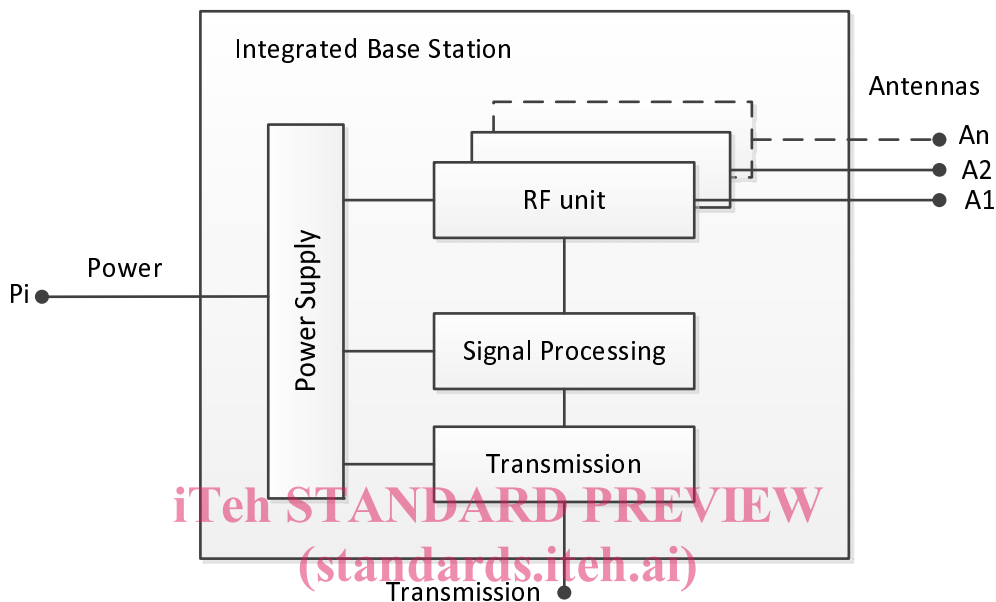 Integrated Base Station
Antennas
An
A2
A1
RF unit
Power
Pi
Power Supply
Signal Processing
Transmission
iTeh STANDARD PREVIEW
(standards.iteh.ai)
Transmission